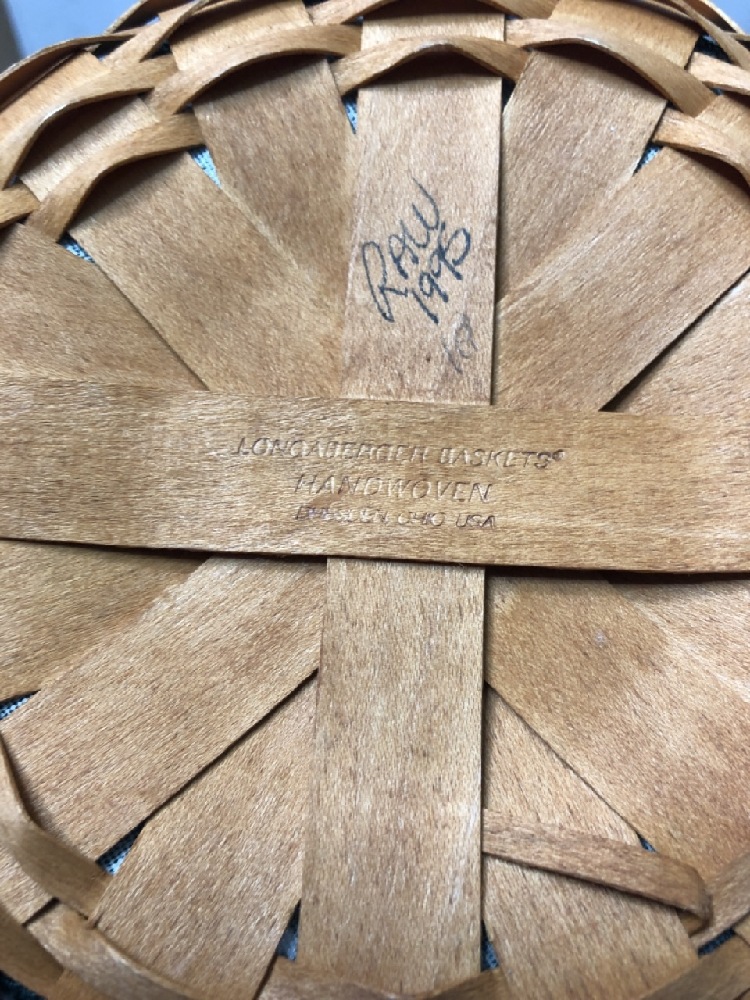 RAW
1995
LONGABERGER BASKETS®
HANDWOVEN
DRESDEN, OHIO USA